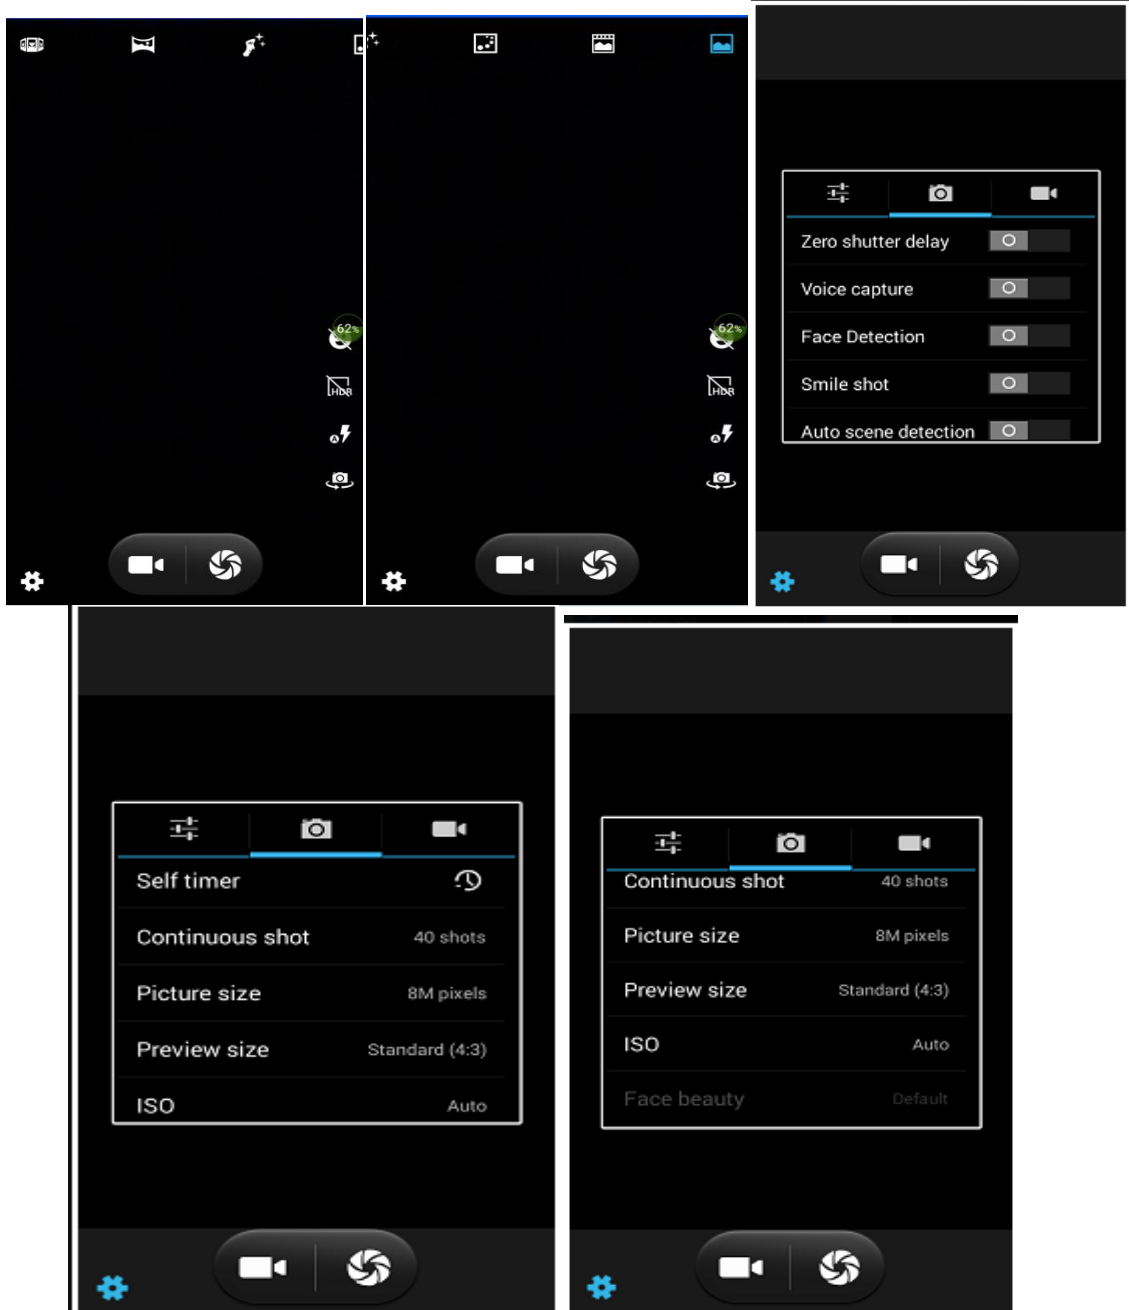 62%
HDR
A
62%
HDR
A
Zero shutter delay
Voice capture
Face Detection
Smile shot
Auto scene detection
Self timer
Continuous shot 40 shots
Picture size 8M pixels
Preview size Standard (4:3)
ISO Auto
Continuous shot 40 shots
Picture size 8M pixels
Preview size Standard (4:3)
ISO Auto
Face beauty Default